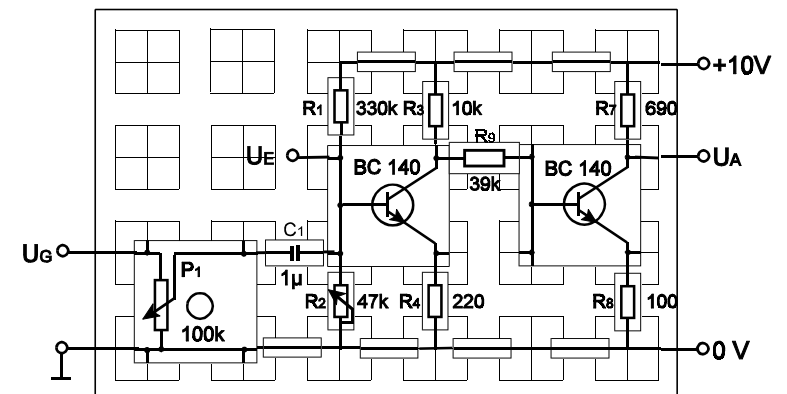 +10V
R1 330k R3 10k R7 690
R9
UE BC 140 BC 140 UA
39k
C1
UG
P1 1µ
R2 47k R4 220 R8 100
100k
0 V